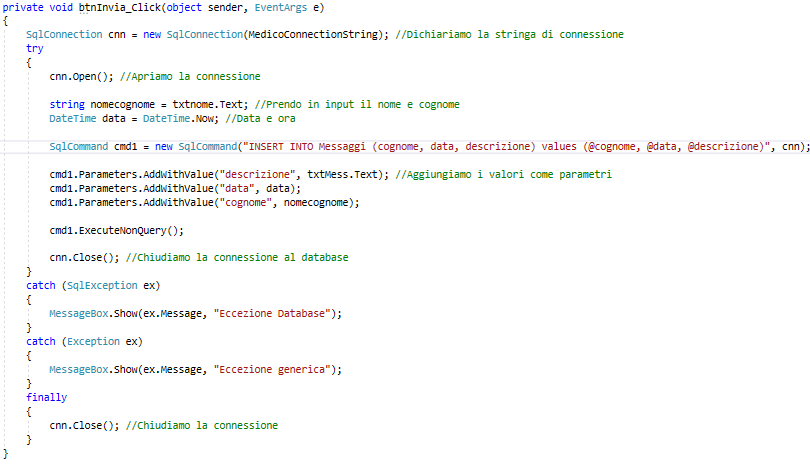 private void btnInvia_Click(object sender, EventArgs e)
{
SqlConnection cnn = new SqlConnection(MedicoConnectionString); //Dichiariamo la stringa di connessione
try
{
cnn.Open(); //Apriamo la connessione
string nomecognome = txtnome.Text; //Prendo in input il nome e cognome
DateTime data = DateTime.Now; //Data e ora
SqlCommand cmd1 = new SqlCommand("INSERT INTO Messaggi (cognome, data, descrizione) values (@cognome, @data, @descrizione)", cnn);
cmd1.Parameters.AddWithValue("descrizione", txtMess.Text); //Aggiungiamo i valori come parametri
cmd1.Parameters.AddWithValue("data", data);
cmd1.Parameters.AddWithValue("cognome", nomecognome);
cmd1.ExecuteNonQuery();
cnn.Close(); //Chiudiamo la connessione al database
}
catch (SqlException ex)
{
MessageBox.Show(ex.Message, "Eccezione Database");
}
catch (Exception ex)
{
MessageBox.Show(ex.Message, "Eccezione generica");
}
finally
{
cnn.Close(); //Chiudiamo la connessione
}
}